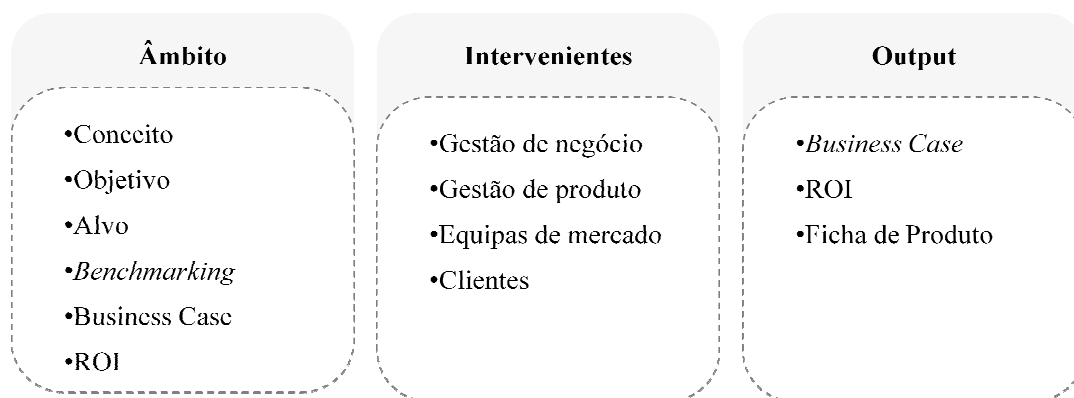 Âmbito
•Conceito
•Objetivo
•Alvo
•Benchmarking
•Business Case
•ROI
Intervenientes
•Gestão de negócio
•Gestão de produto
•Equipas de mercado
•Clientes
Output
•Business Case
•ROI
•Ficha de Produto